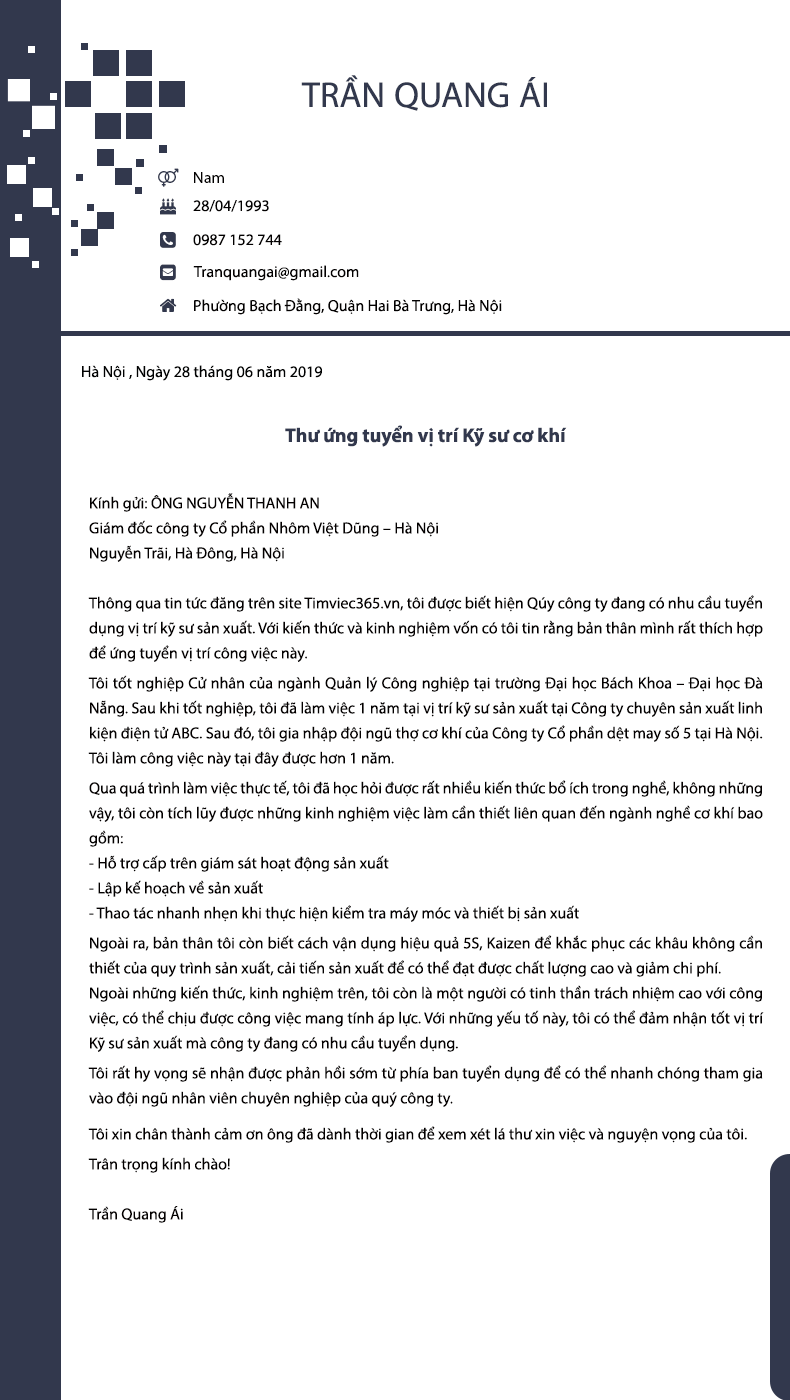 TRẦN QUANG ÁI
Nam
28/04/1993
0987 152 744
Tranquangai@gmail.com
Phường Bạch Đằng, Quận Hai Bà Trưng, Hà Nội
Hà Nội , Ngày 28 tháng 06 năm 2019
Thư ứng tuyển vị trí Kỹ sư cơ khí
Kính gửi: ÔNG NGUYỄN THANH AN
Giám đốc công ty Cổ phần Nhôm Việt Dũng – Hà Nội
Nguyễn Trãi, Hà Đông, Hà Nội
Thông qua tin tức đăng trên site Timviec365.vn, tôi được biết hiện Qúy công ty đang có nhu cầu tuyển
dụng vị trí kỹ sư sản xuất. Với kiến thức và kinh nghiệm vốn có tôi tin rằng bản thân mình rất thích hợp
để ứng tuyển vị trí công việc này.
Tôi tốt nghiệp Cử nhân của ngành Quản lý Công nghiệp tại trường Đại học Bách Khoa – Đại học Đà
Nẵng. Sau khi tốt nghiệp, tôi đã làm việc 1 năm tại vị trí kỹ sư sản xuất tại Công ty chuyên sản xuất linh
kiện điện tử ABC. Sau đó, tôi gia nhập đội ngũ thợ cơ khí của Công ty Cổ phần dệt may số 5 tại Hà Nội.
Tôi làm công việc này tại đây được hơn 1 năm.
Qua quá trình làm việc thực tế, tôi đã học hỏi được rất nhiều kiến thức bổ ích trong nghề, không những
vậy, tôi còn tích lũy được những kinh nghiệm việc làm cần thiết liên quan đến ngành nghề cơ khí bao
gồm:
- Hỗ trợ cấp trên giám sát hoạt động sản xuất
- Lập kế hoạch về sản xuất
- Thao tác nhanh nhẹn khi thực hiện kiểm tra máy móc và thiết bị sản xuất
Ngoài ra, bản thân tôi còn biết cách vận dụng hiệu quả 5S, Kaizen để khắc phục các khâu không cần
thiết của quy trình sản xuất, cải tiến sản xuất để có thể đạt được chất lượng cao và giảm chi phí.
Ngoài những kiến thức, kinh nghiệm trên, tôi còn là một người có tinh thần trách nhiệm cao với công
việc, có thể chịu được công việc mang tính áp lực. Với những yếu tố này, tôi có thể đảm nhận tốt vị trí
Kỹ sư sản xuất mà công ty đang có nhu cầu tuyển dụng.
Tôi rất hy vọng sẽ nhận được phản hồi sớm từ phía ban tuyển dụng để có thể nhanh chóng tham gia
vào đội ngũ nhân viên chuyên nghiệp của quý công ty.
Tôi xin chân thành cảm ơn ông đã dành thời gian để xem xét lá thư xin việc và nguyện vọng của tôi.
Trân trọng kính chào!
Trần Quang Ái